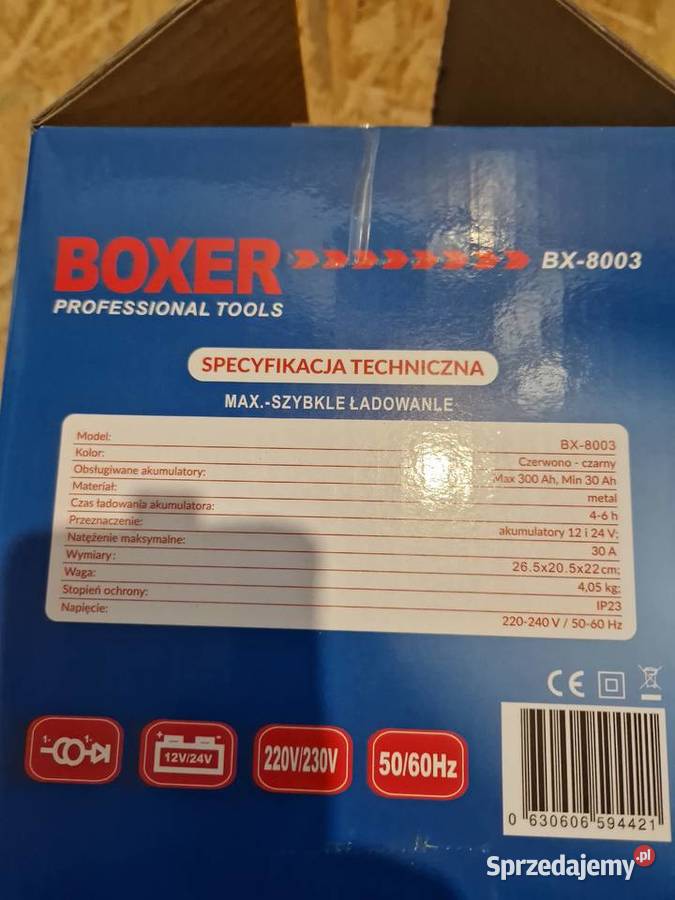 BOXER BX-8003
PROFESSIONAL TOOLS
SPECYFIKACJA TECHNICZNA
MAX.-SZYBKLE ŁADOWANLE
Model: BX-8003
Kolor: Czerwono - czarny
Obsługiwane akumulatory: Max 300 Ah, Min 30 Ah
Materiał: metal
Czas ładowania akumulatora: 4-6 h
Przeznaczenie: akumulatory 12 i 24 V;
Natężenie maksymalne: 30 A
Wymiary: 26.5x20.5x22cm;
Waga: 4,05 kg;
Stopień ochrony: IP23
Napięcie: 220-240 V / 50-60 Hz
CE
1~ 1~
+ -
12V/24V
220V/230V
50/60Hz
0 630606 594421
Sprzedajemy.pl